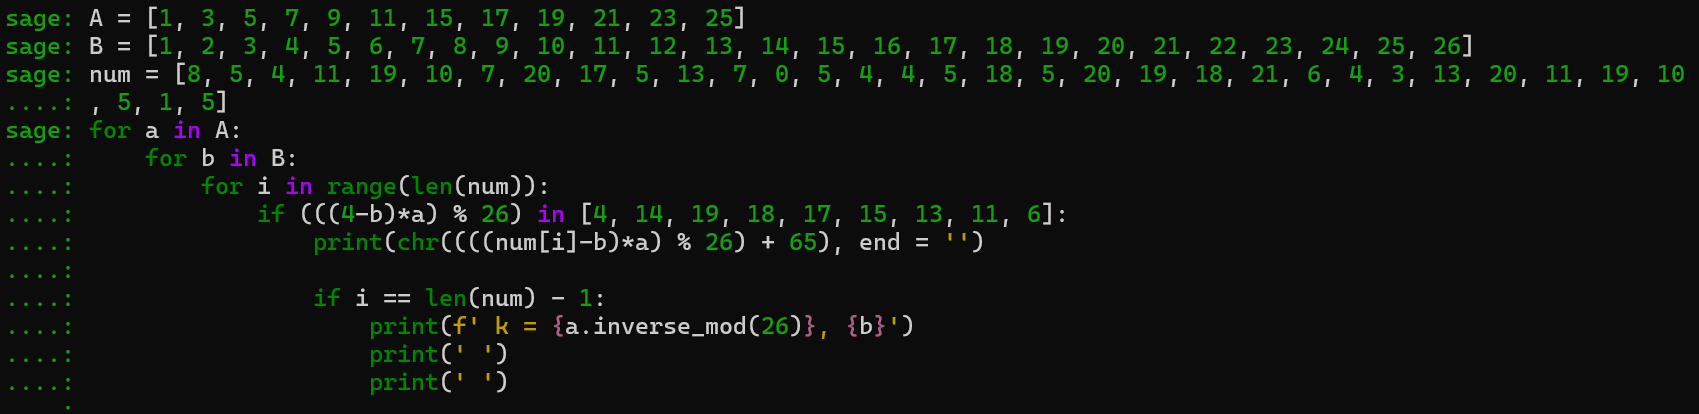 sage: A = [1, 3, 5, 7, 9, 11, 15, 17, 19, 21, 23, 25]
sage: B = [1, 2, 3, 4, 5, 6, 7, 8, 9, 10, 11, 12, 13, 14, 15, 16, 17, 18, 19, 20, 21, 22, 23, 24, 25, 26]
sage: num = [8, 5, 4, 11, 19, 10, 7, 20, 17, 5, 13, 7, 0, 5, 4, 4, 5, 18, 5, 20, 19, 18, 21, 6, 4, 3, 13, 20, 11, 19, 10
....: , 5, 1, 5]
sage: for a in A:
....:     for b in B:
....:         for i in range(len(num)):
....:             if (((4-b)*a) % 26) in [4, 14, 19, 18, 17, 15, 13, 11, 6]:
....:                 print(chr((((num[i]-b)*a) % 26) + 65), end = '')
....:
....:                 if i == len(num) - 1:
....:                     print(f' k = {a.inverse_mod(26)}, {b}')
....:                     print(' ')
....:                     print(' ')